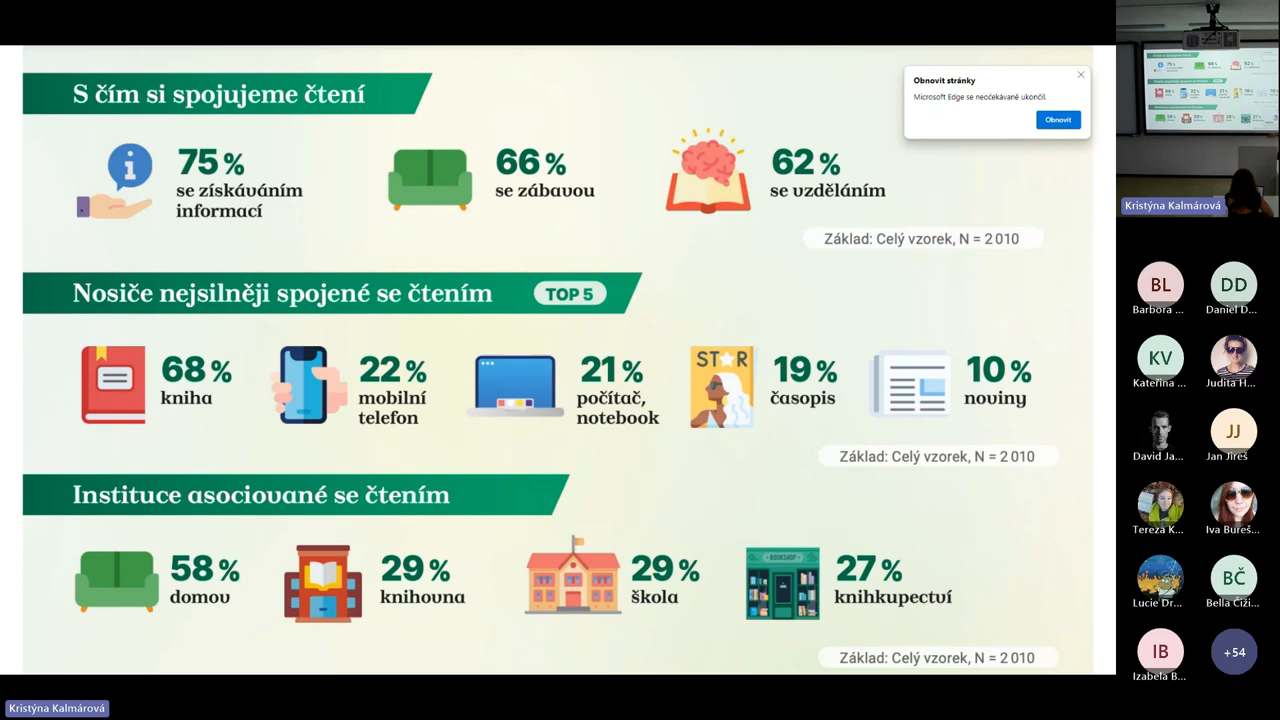 S čím si spojujeme čtení
75 %
se získáváním
informací
66 %
se zábavou
62 %
se vzděláním
Základ: Celý vzorek, N = 2 010
Nosiče nejsilněji spojené se čtením
TOP 5
68 %
kniha
22 %
mobilní
telefon
21 %
počítač,
notebook
STAR
19 %
časopis
10 %
noviny
Základ: Celý vzorek, N = 2 010
Instituce asociované se čtením
58 %
domov
29 %
knihovna
29 %
škola
BOOKSHOP
27 %
knihkupectví
Základ: Celý vzorek, N = 2 010
Obnovit stránky
Microsoft Edge se neočekávaně ukončil.
Obnovit
Kristýna Kalmárová
BL
Barbora ...
DD
Daniel D...
KV
Kateřina ...
Judita H...
David Ja...
JJ
Jan Jireš
Tereza K...
Iva Bureš...
Lucie Dr...
BČ
Bella Čiži...
IB
Izabela B...
+54
Kristýna Kalmárová